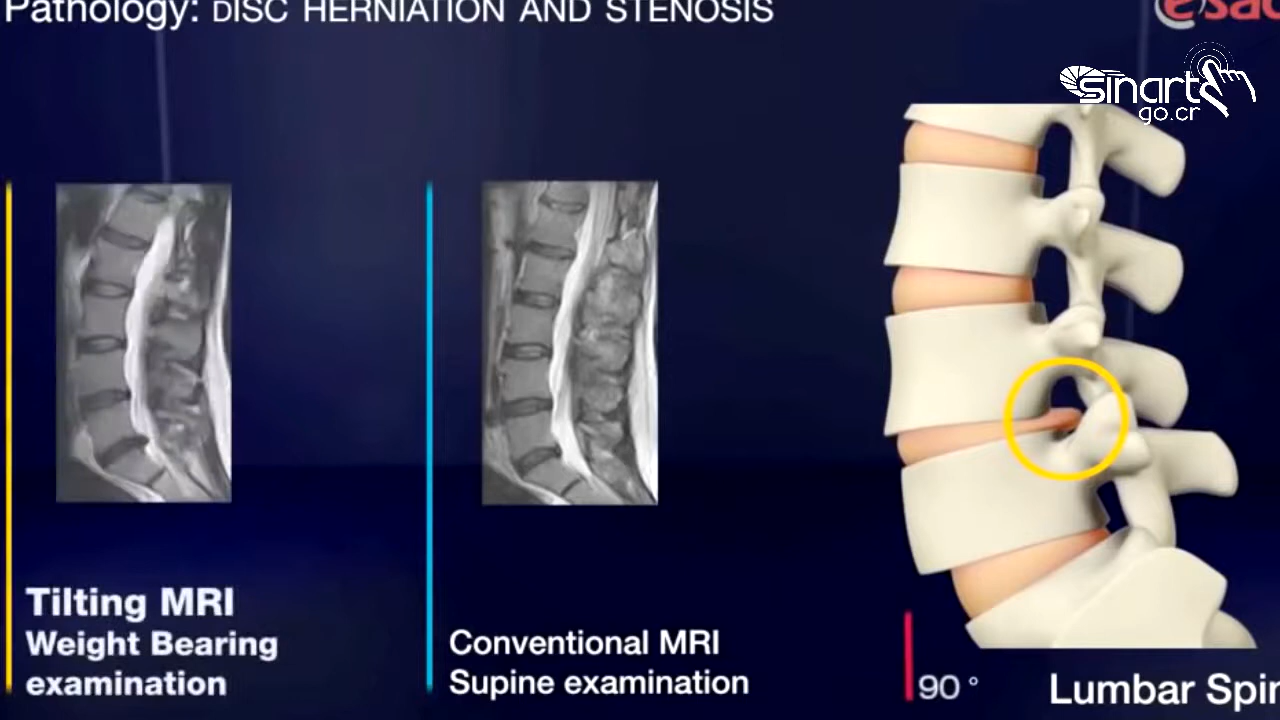 Pathology: DISC HERNIATION AND STENOSIS
sinart
go.cr
Tilting MRI
Weight Bearing
examination
Conventional MRI
Supine examination
90 °
Lumbar